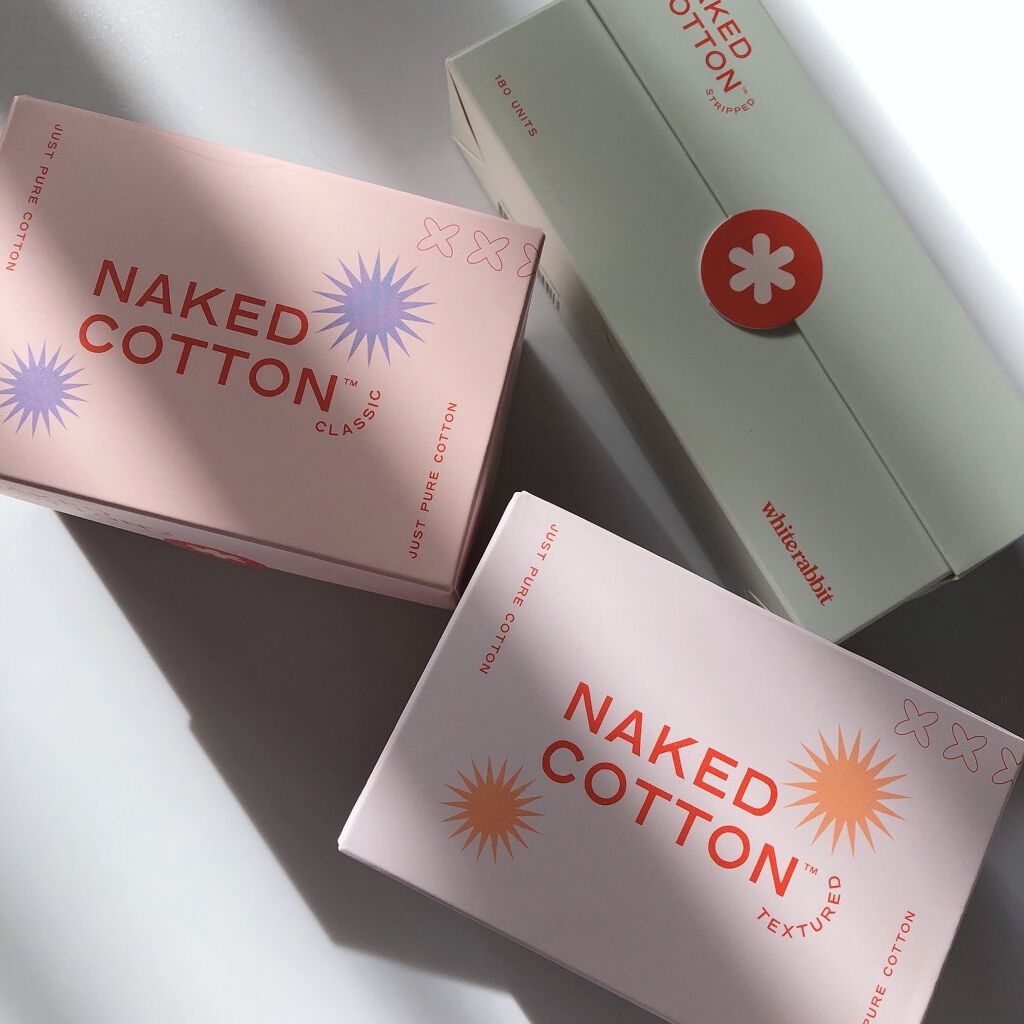 JUST PURE COTTON
NAKED
COTTON™
CLASSIC
JUST PURE COTTON
180 UNITS
NAKED
COTTON™
STRIPPED
whiterabbit
JUST PURE COTTON
NAKED
COTTON™
TEXTURED
PURE COTTON